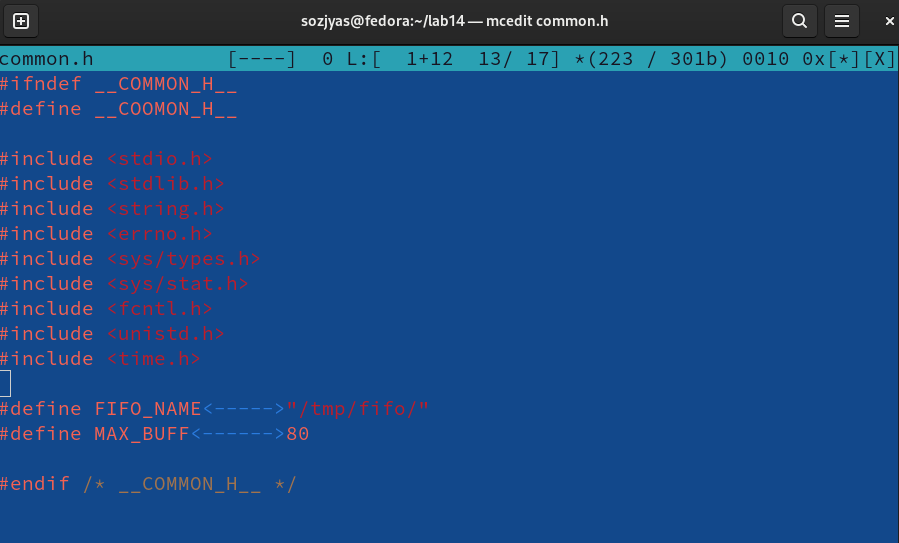 sozjyas@fedora:~/lab14 — mcedit common.h
common.h [----] 0 L:[ 1+12 13/ 17] *(223 / 301b) 0010 0x[*][X]
#ifndef __COMMON_H__
#define __COOMON_H__
#include <stdio.h>
#include <stdlib.h>
#include <string.h>
#include <errno.h>
#include <sys/types.h>
#include <sys/stat.h>
#include <fcntl.h>
#include <unistd.h>
#include <time.h>
#define FIFO_NAME<----->"/tmp/fifo/"
#define MAX_BUFF<------>80
#endif /* __COMMON_H__ */